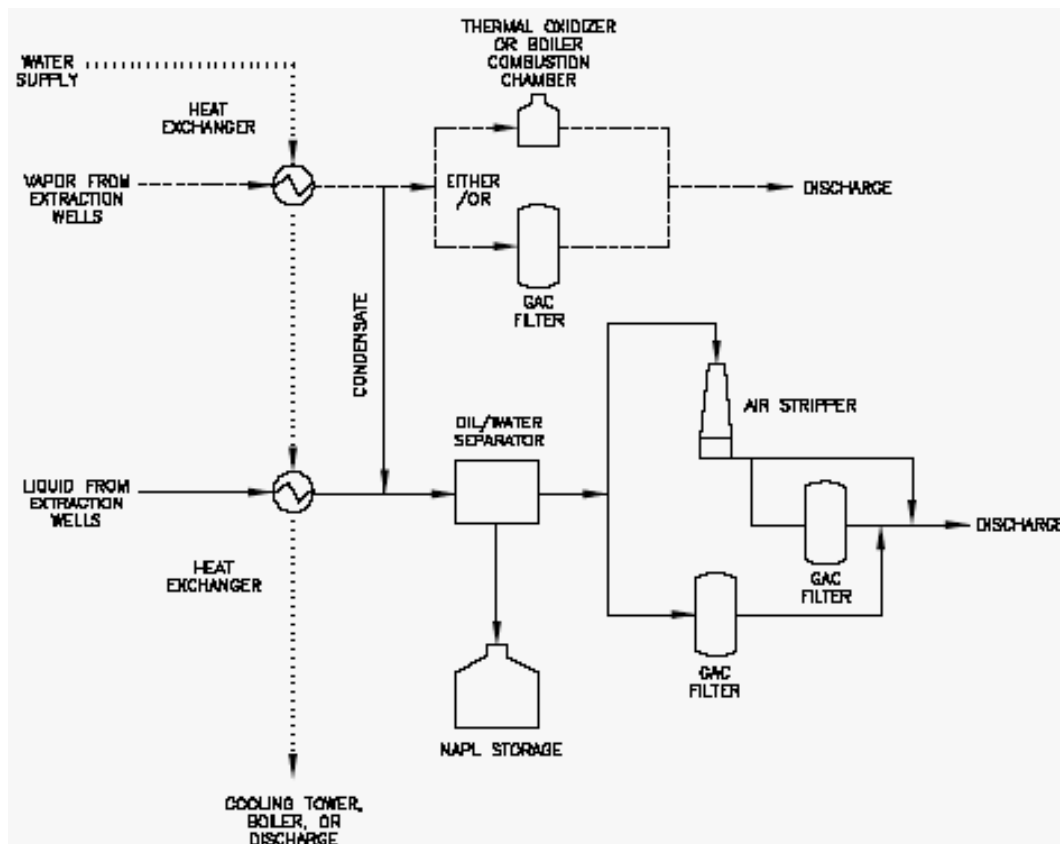 THERMAL OXIDIZER
OR BOILER
COMBUSTION
CHAMBER
WATER
SUPPLY
HEAT
EXCHANGER
VAPOR FROM
EXTRACTION
WELLS
EITHER
/OR
DISCHARGE
GAC
FILTER
CONDENSATE
AIR STRIPPER
OIL/WATER
SEPARATOR
LIQUID FROM
EXTRACTION
WELLS
DISCHARGE
HEAT
EXCHANGER
GAC
FILTER
GAC
FILTER
NAPL STORAGE
COOLING TOWER,
BOILER, OR
DISCHARGE